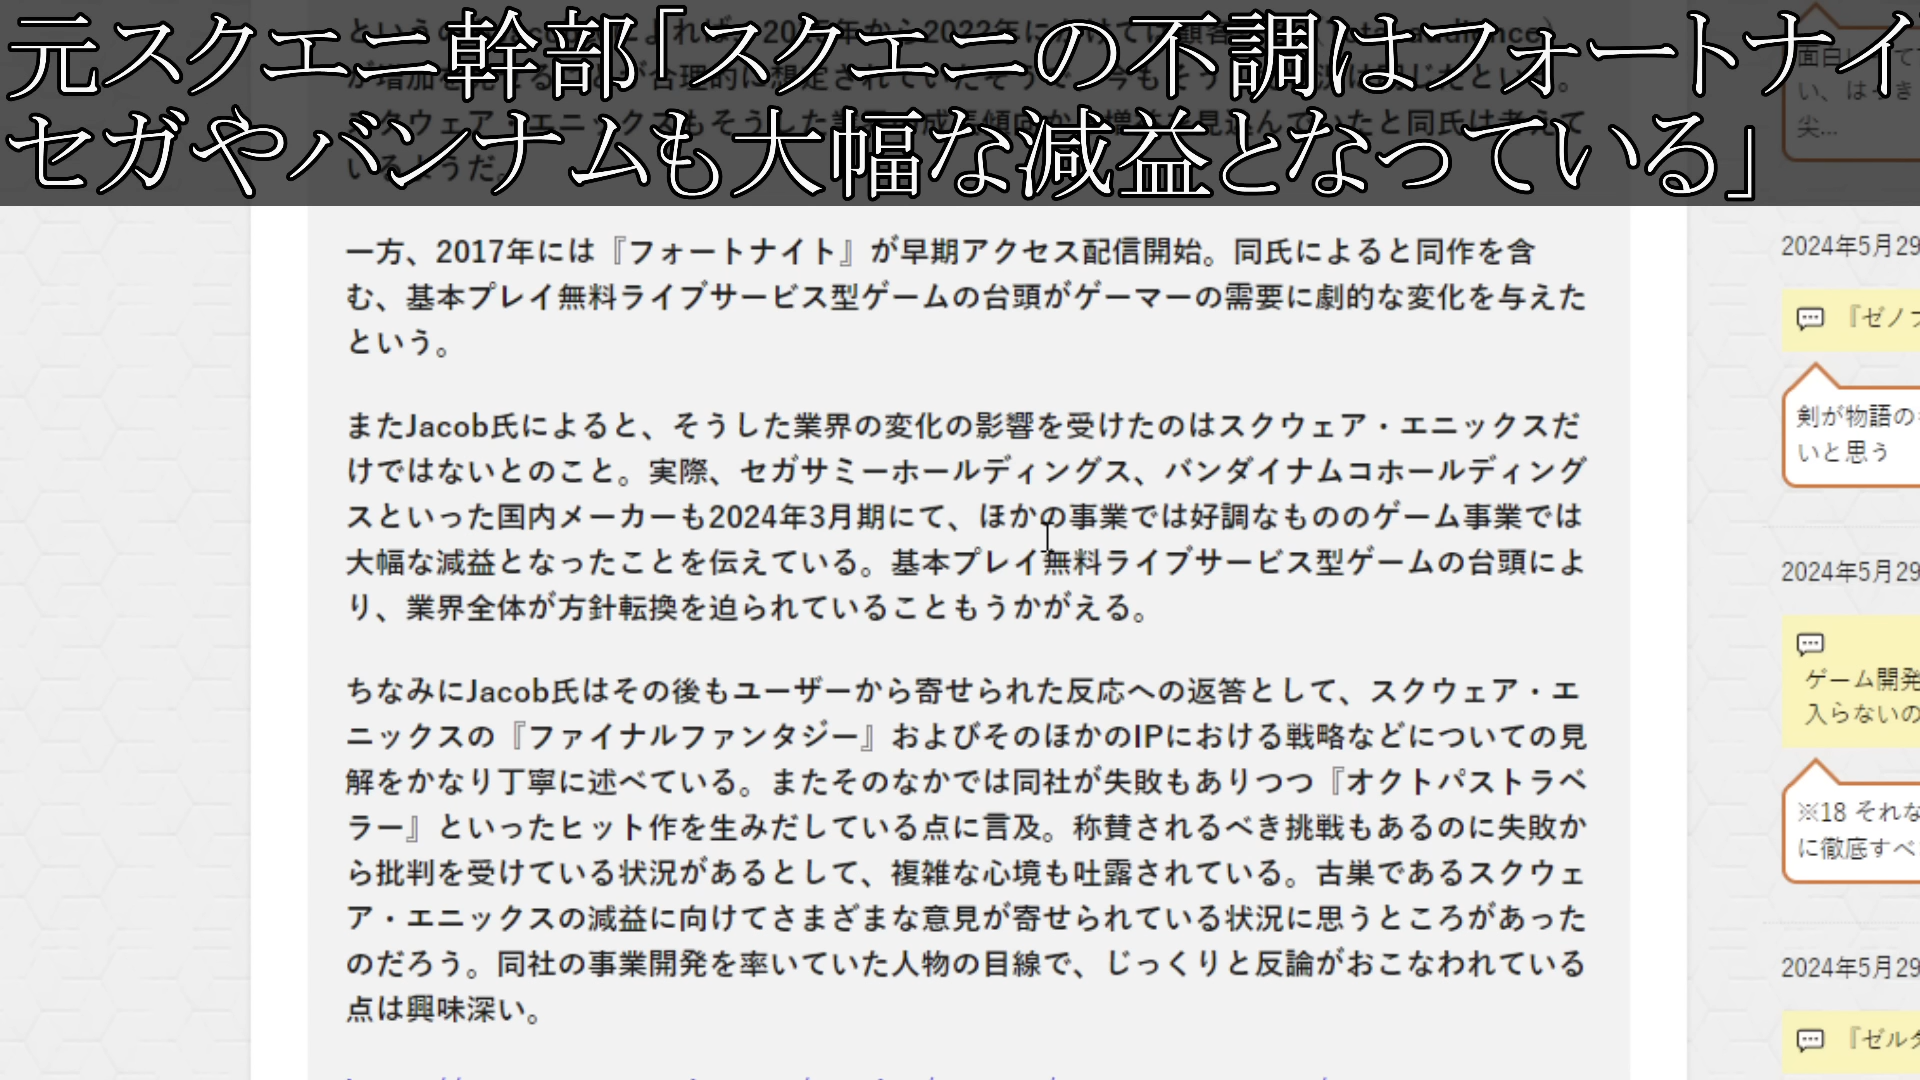 元スクエニ幹部「スクエニの不調はフォートナイ
セガやバンナムも大幅な減益となっている」
一方、2017年には『フォートナイト』が早期アクセス配信開始。同氏によると同作を含
む、基本プレイ無料ライブサービス型ゲームの台頭がゲーマーの需要に劇的な変化を与えた
という。
またJacob氏によると、そうした業界の変化の影響を受けたのはスクウェア・エニックスだ
けではないとのこと。実際、セガサミーホールディングス、バンダイナムコホールディング
スといった国内メーカーも2024年3月期にて、ほかの事業では好調なもののゲーム事業では
大幅な減益となったことを伝えている。基本プレイ無料ライブサービス型ゲームの台頭によ
り、業界全体が方針転換を迫られていることもうかがえる。
ちなみにJacob氏はその後もユーザーから寄せられた反応への返答として、スクウェア・エ
ニックスの『ファイナルファンタジー』およびそのほかのIPにおける戦略などについての見
解をかなり丁寧に述べている。またそのなかでは同社が失敗もありつつ『オクトパストラベ
ラー』といったヒット作を生みだしている点に言及。称賛されるべき挑戦もあるのに失敗か
ら批判を受けている状況があるとして、複雑な心境も吐露されている。古巣であるスクウェ
ア・エニックスの減益に向けてさまざまな意見が寄せられている状況に思うところがあった
のだろう。同社の事業開発を率いていた人物の目線で、じっくりと反論がおこなわれている
点は興味深い。
面白
い、はっき
尖...
2024年5月29
『ゼノブ
剣が物語の
いと思う
2024年5月29
ゲーム開発
入らないの
※18 それな
に徹底すべ
2024年5月29
『ゼルダ